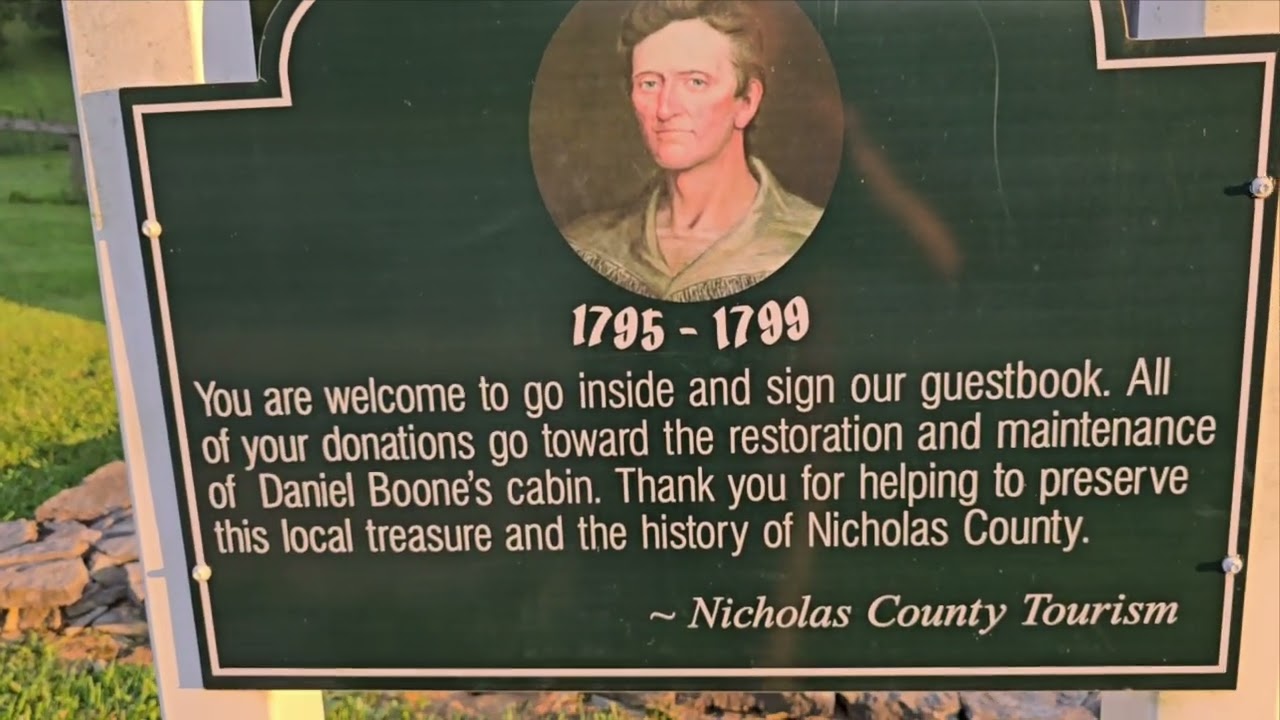 1795 - 1799
You are welcome to go inside and sign our guestbook. All
of your donations go toward the restoration and maintenance
of Daniel Boone's cabin. Thank you for helping to preserve
this local treasure and the history of Nicholas County.
~ Nicholas County Tourism